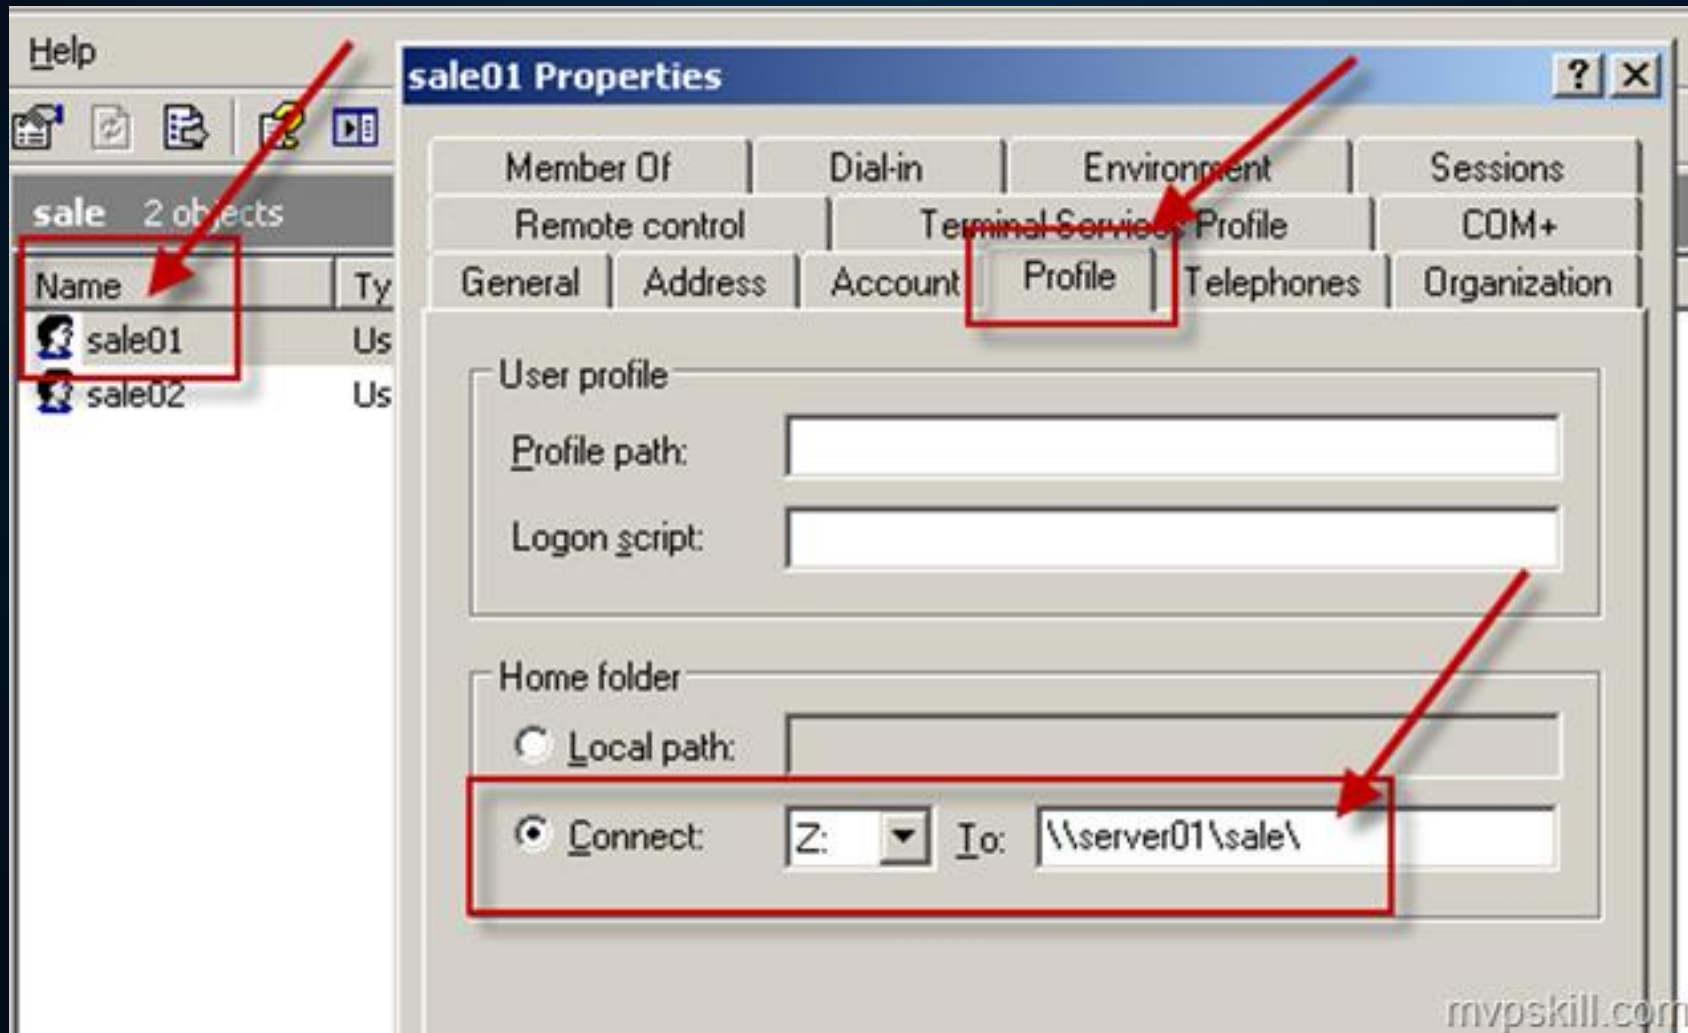 Help
sale01 Properties
Member Of Dial-in Environment Sessions
sale 2 objects
Remote control Terminal Services Profile COM+
Name Ty
General Address Account Profile Telephones Organization
sale01 Us
sale02 Us
User profile
Profile path:
Logon script:
Home folder
Local path:
Connect: Z: To: \\server01\sale\
mvpskill.com